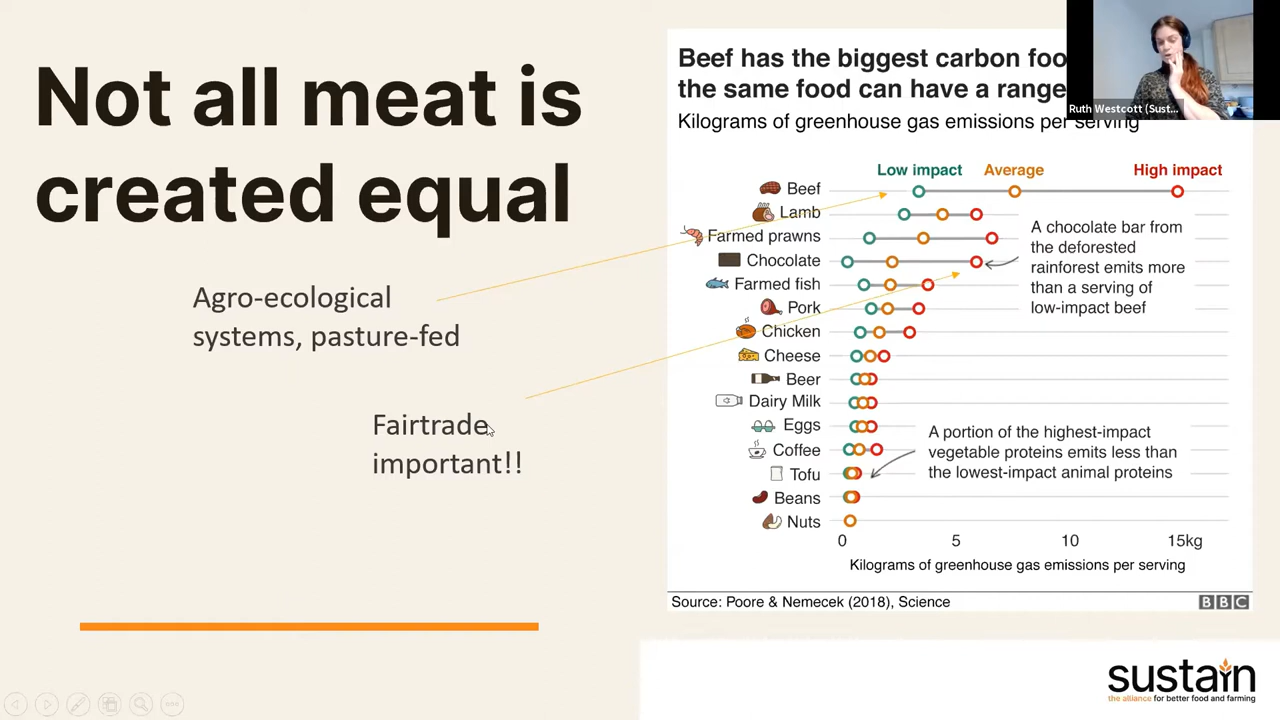 Not all meat is
created equal
Agro-ecological
systems, pasture-fed
Fairtrade
important!!
Beef has the biggest carbon foo
the same food can have a range
Kilograms of greenhouse gas emissions per serving
Ruth Westcott (Sust...
Low impact Average High impact
Beef
Lamb
Farmed prawns
Chocolate
Farmed fish
Pork
Chicken
Cheese
Beer
Dairy Milk
Eggs
Coffee
Tofu
Beans
Nuts
A chocolate bar from
the deforested
rainforest emits more
than a serving of
low-impact beef
A portion of the highest-impact
vegetable proteins emits less than
the lowest-impact animal proteins
0 5 10 15kg
Kilograms of greenhouse gas emissions per serving
Source: Poore & Nemecek (2018), Science
BBC
sustain
the alliance for better food and farming